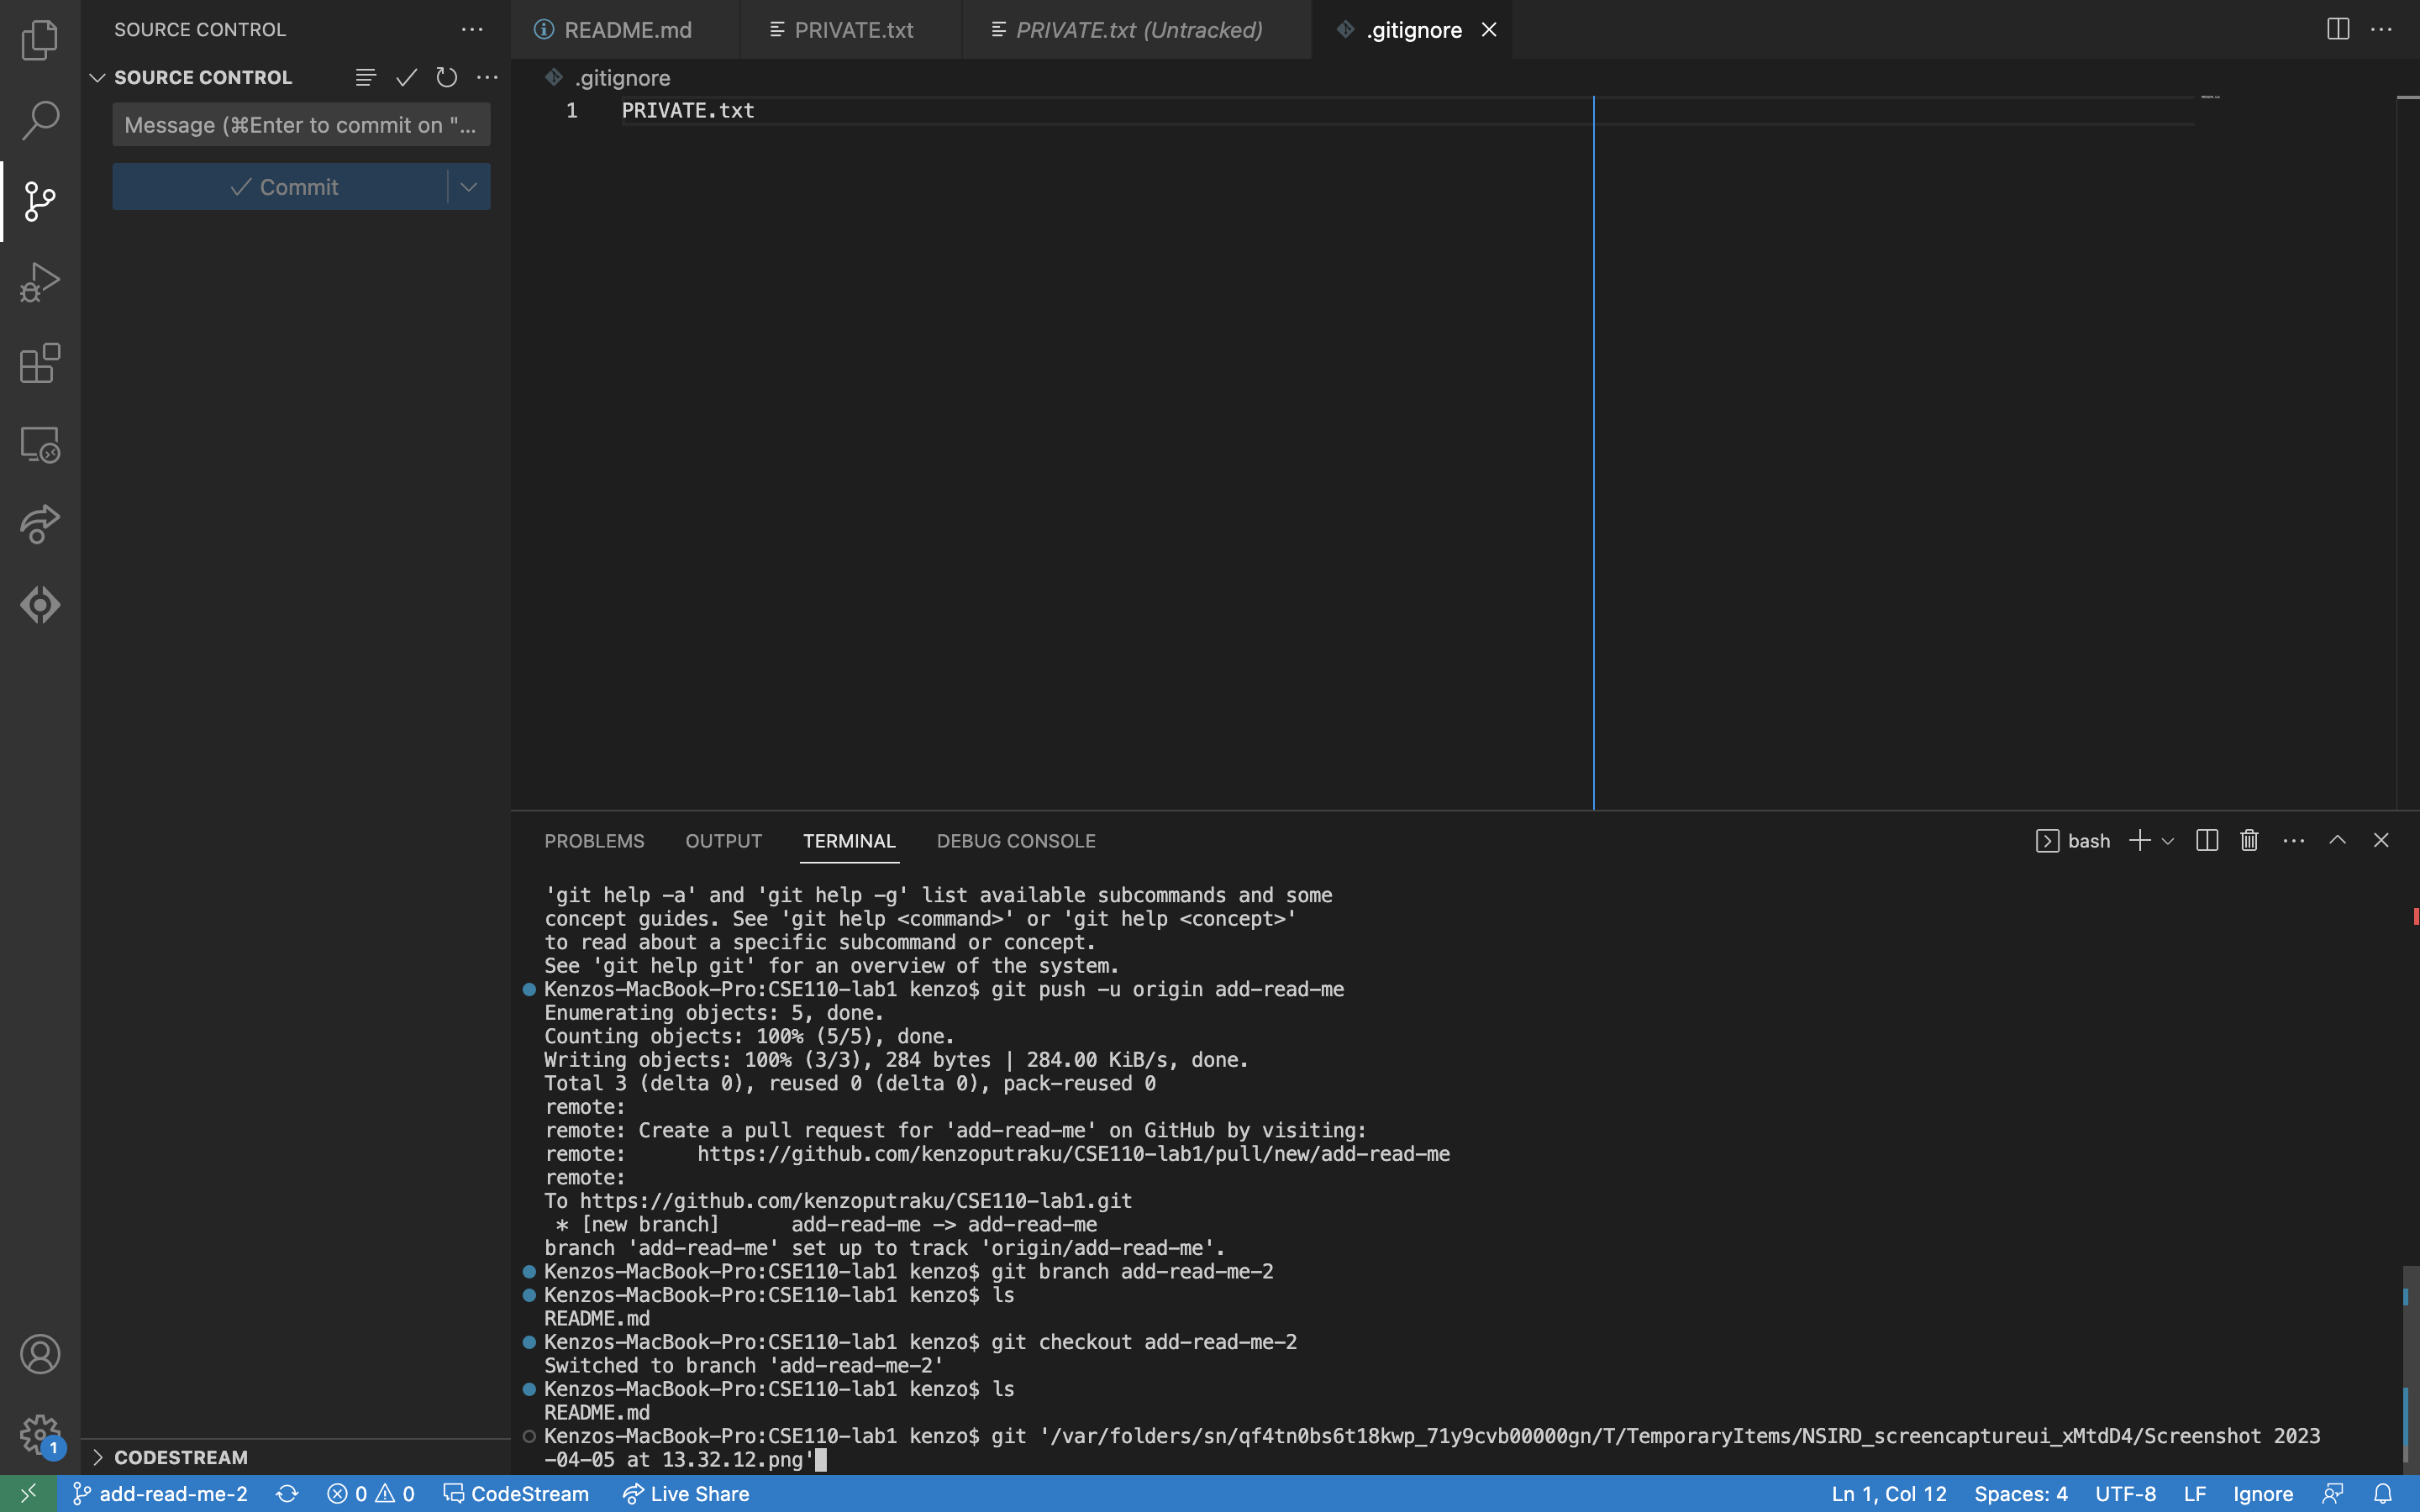 SOURCE CONTROL
README.md
PRIVATE.txt
PRIVATE.txt (Untracked)
.gitignore
SOURCE CONTROL
.gitignore
Message (⌘Enter to commit on "...
1 PRIVATE.txt
Commit
PROBLEMS
OUTPUT
TERMINAL
DEBUG CONSOLE
bash
'git help -a' and 'git help -g' list available subcommands and some
concept guides. See 'git help <command>' or 'git help <concept>'
to read about a specific subcommand or concept.
See 'git help git' for an overview of the system.
Kenzos-MacBook-Pro:CSE110-lab1 kenzo$ git push -u origin add-read-me
Enumerating objects: 5, done.
Counting objects: 100% (5/5), done.
Writing objects: 100% (3/3), 284 bytes | 284.00 KiB/s, done.
Total 3 (delta 0), reused 0 (delta 0), pack-reused 0
remote:
remote: Create a pull request for 'add-read-me' on GitHub by visiting:
remote:      https://github.com/kenzoputraku/CSE110-lab1/pull/new/add-read-me
remote:
To https://github.com/kenzoputraku/CSE110-lab1.git
 * [new branch]      add-read-me -> add-read-me
branch 'add-read-me' set up to track 'origin/add-read-me'.
Kenzos-MacBook-Pro:CSE110-lab1 kenzo$ git branch add-read-me-2
Kenzos-MacBook-Pro:CSE110-lab1 kenzo$ ls
README.md
Kenzos-MacBook-Pro:CSE110-lab1 kenzo$ git checkout add-read-me-2
Switched to branch 'add-read-me-2'
Kenzos-MacBook-Pro:CSE110-lab1 kenzo$ ls
README.md
Kenzos-MacBook-Pro:CSE110-lab1 kenzo$ git '/var/folders/sn/qf4tn0bs6t18kwp_71y9cvb00000gn/T/TemporaryItems/NSIRD_screencaptureui_xMtdD4/Screenshot 2023
-04-05 at 13.32.12.png'
1
CODESTREAM
add-read-me-2
0
0
CodeStream
Live Share
Ln 1, Col 12
Spaces: 4
UTF-8
LF
Ignore